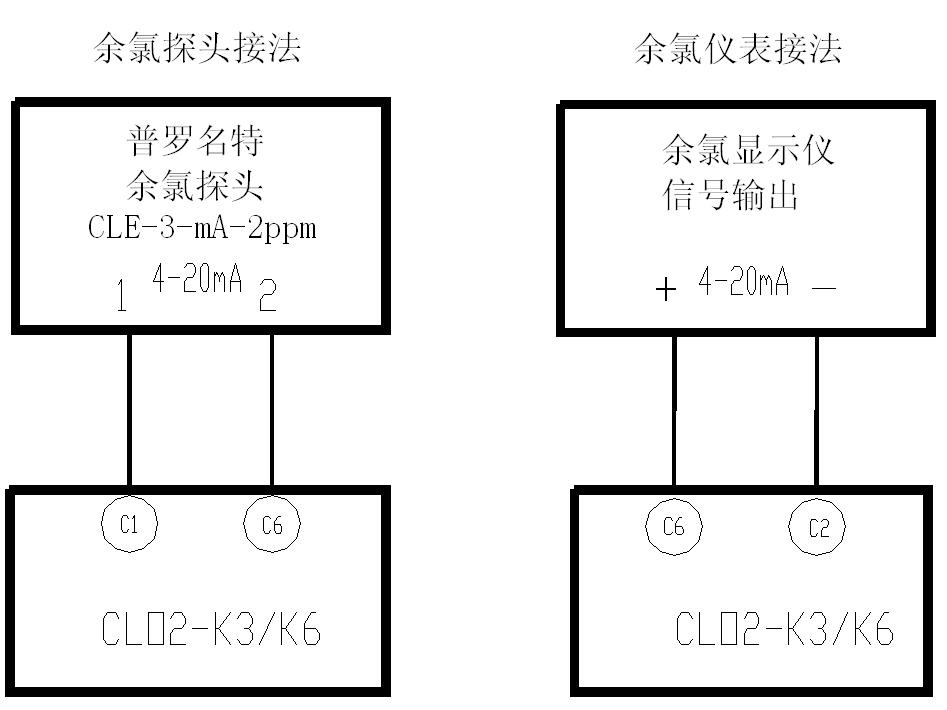 余氯探头接法
普罗名特
余氯探头
CLE-3-mA-2ppm
1 4-20mA 2
C1 C6
CLO2-K3/K6
余氯仪表接法
余氯显示仪
信号输出
+ 4-20mA —
C6 C2
CLO2-K3/K6